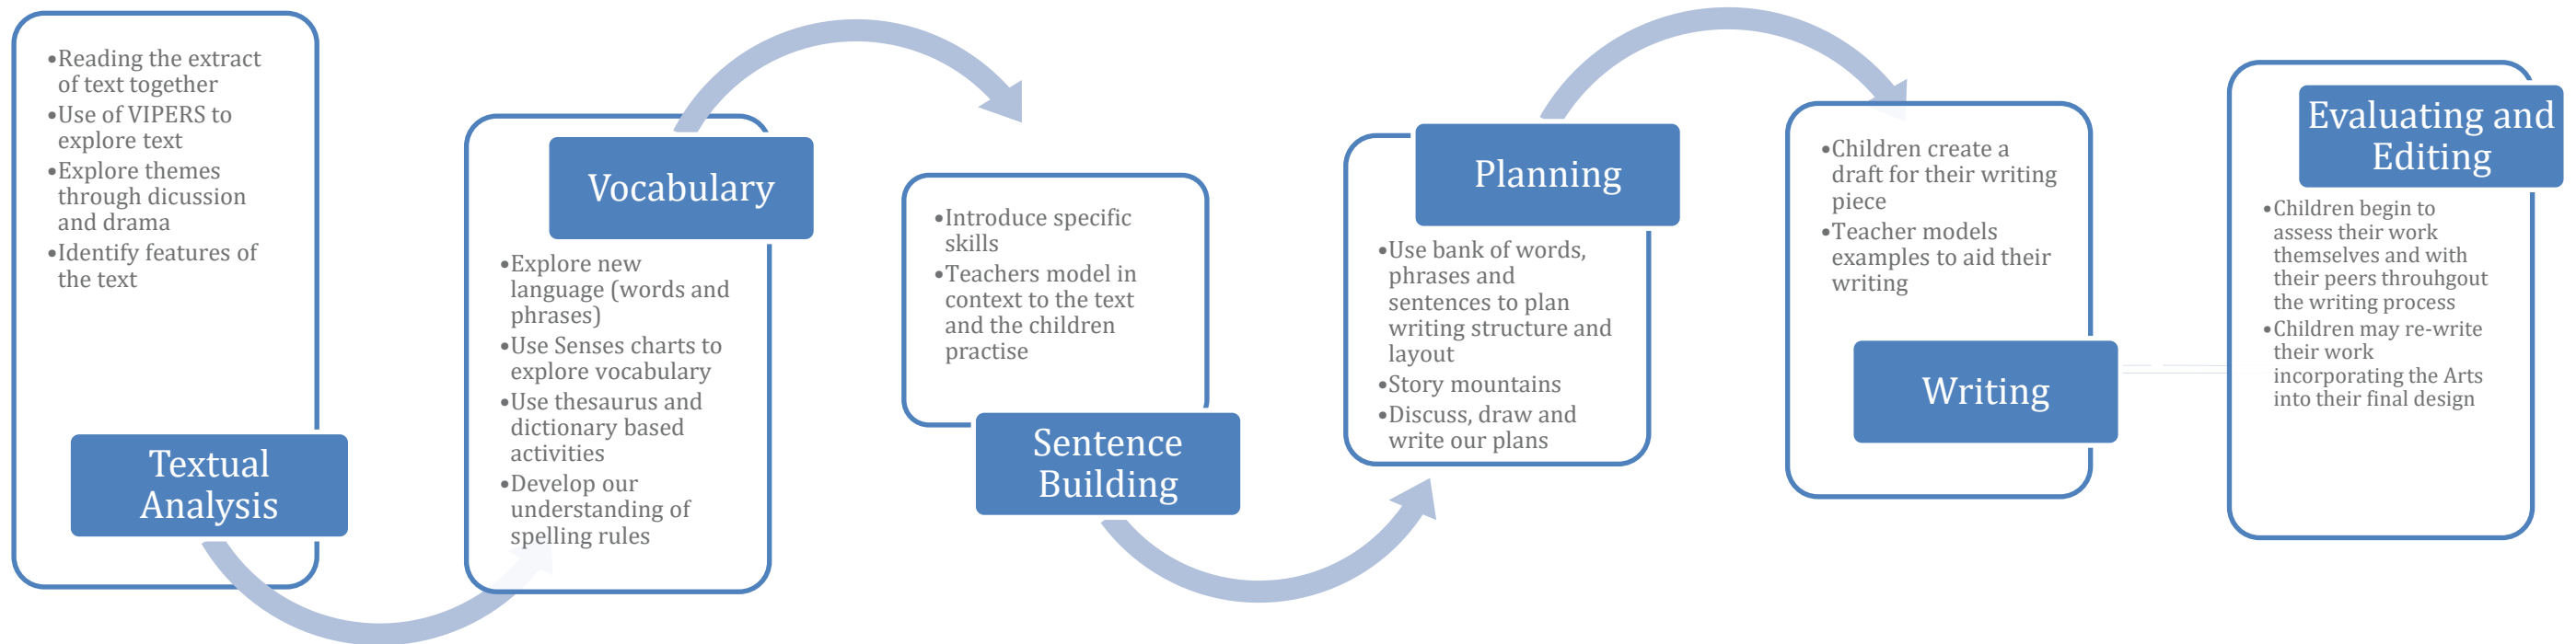 •Reading the extract
of text together
•Use of VIPERS to
explore text
•Explore themes
through dicussion
and drama
•Identify features of
the text
Textual
Analysis
Vocabulary
•Explore new
language (words and
phrases)
•Use Senses charts to
explore vocabulary
•Use thesaurus and
dictionary based
activities
•Develop our
understanding of
spelling rules
•Introduce specific
skills
•Teachers model in
context to the text
and the children
practise
Sentence
Building
Planning
•Use bank of words,
phrases and
sentences to plan
writing structure and
layout
•Story mountains
•Discuss, draw and
write our plans
•Children create a
draft for their writing
piece
•Teacher models
examples to aid their
writing
Writing
Evaluating and
Editing
•Children begin to
assess their work
themselves and with
their peers throuhgout
the writing process
•Children may re-write
their work
incorporating the Arts
into their final design